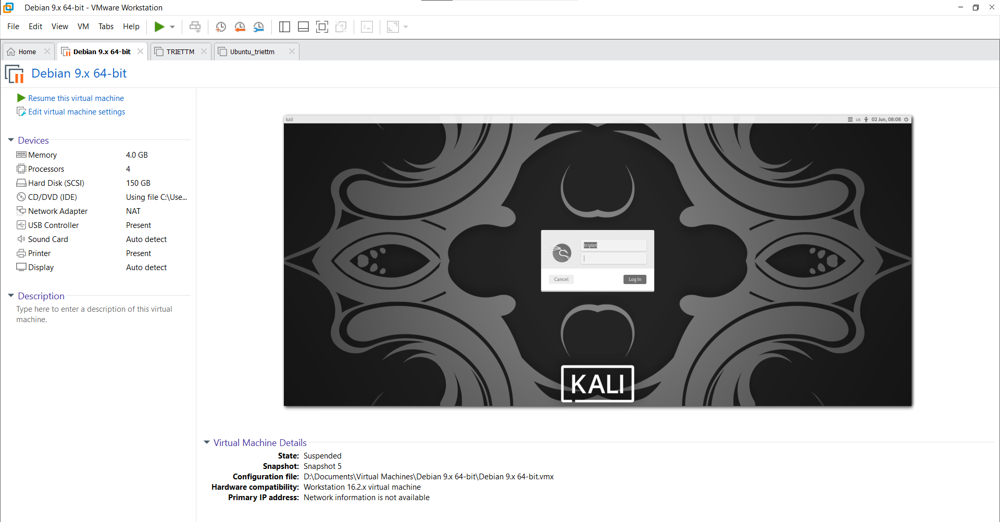 Debian 9.x 64-bit - VMware Workstation
File Edit View VM Tabs Help
Home Debian 9.x 64-bit TRIETTM Ubuntu_triettm
Debian 9.x 64-bit
Resume this virtual machine
Edit virtual machine settings
Devices
Memory 4.0 GB
Processors 4
Hard Disk (SCSI) 150 GB
CD/DVD (IDE) Using file C:\Use...
Network Adapter NAT
USB Controller Present
Sound Card Auto detect
Printer Present
Display Auto detect
Description
Type here to enter a description of this virtual
machine.
kali us 02 Jun, 08:08
triplet
Cancel Log In
KALI
Virtual Machine Details
State: Suspended
Snapshot: Snapshot 5
Configuration file: D:\Documents\Virtual Machines\Debian 9.x 64-bit\Debian 9.x 64-bit.vmx
Hardware compatibility: Workstation 16.2.x virtual machine
Primary IP address: Network information is not available